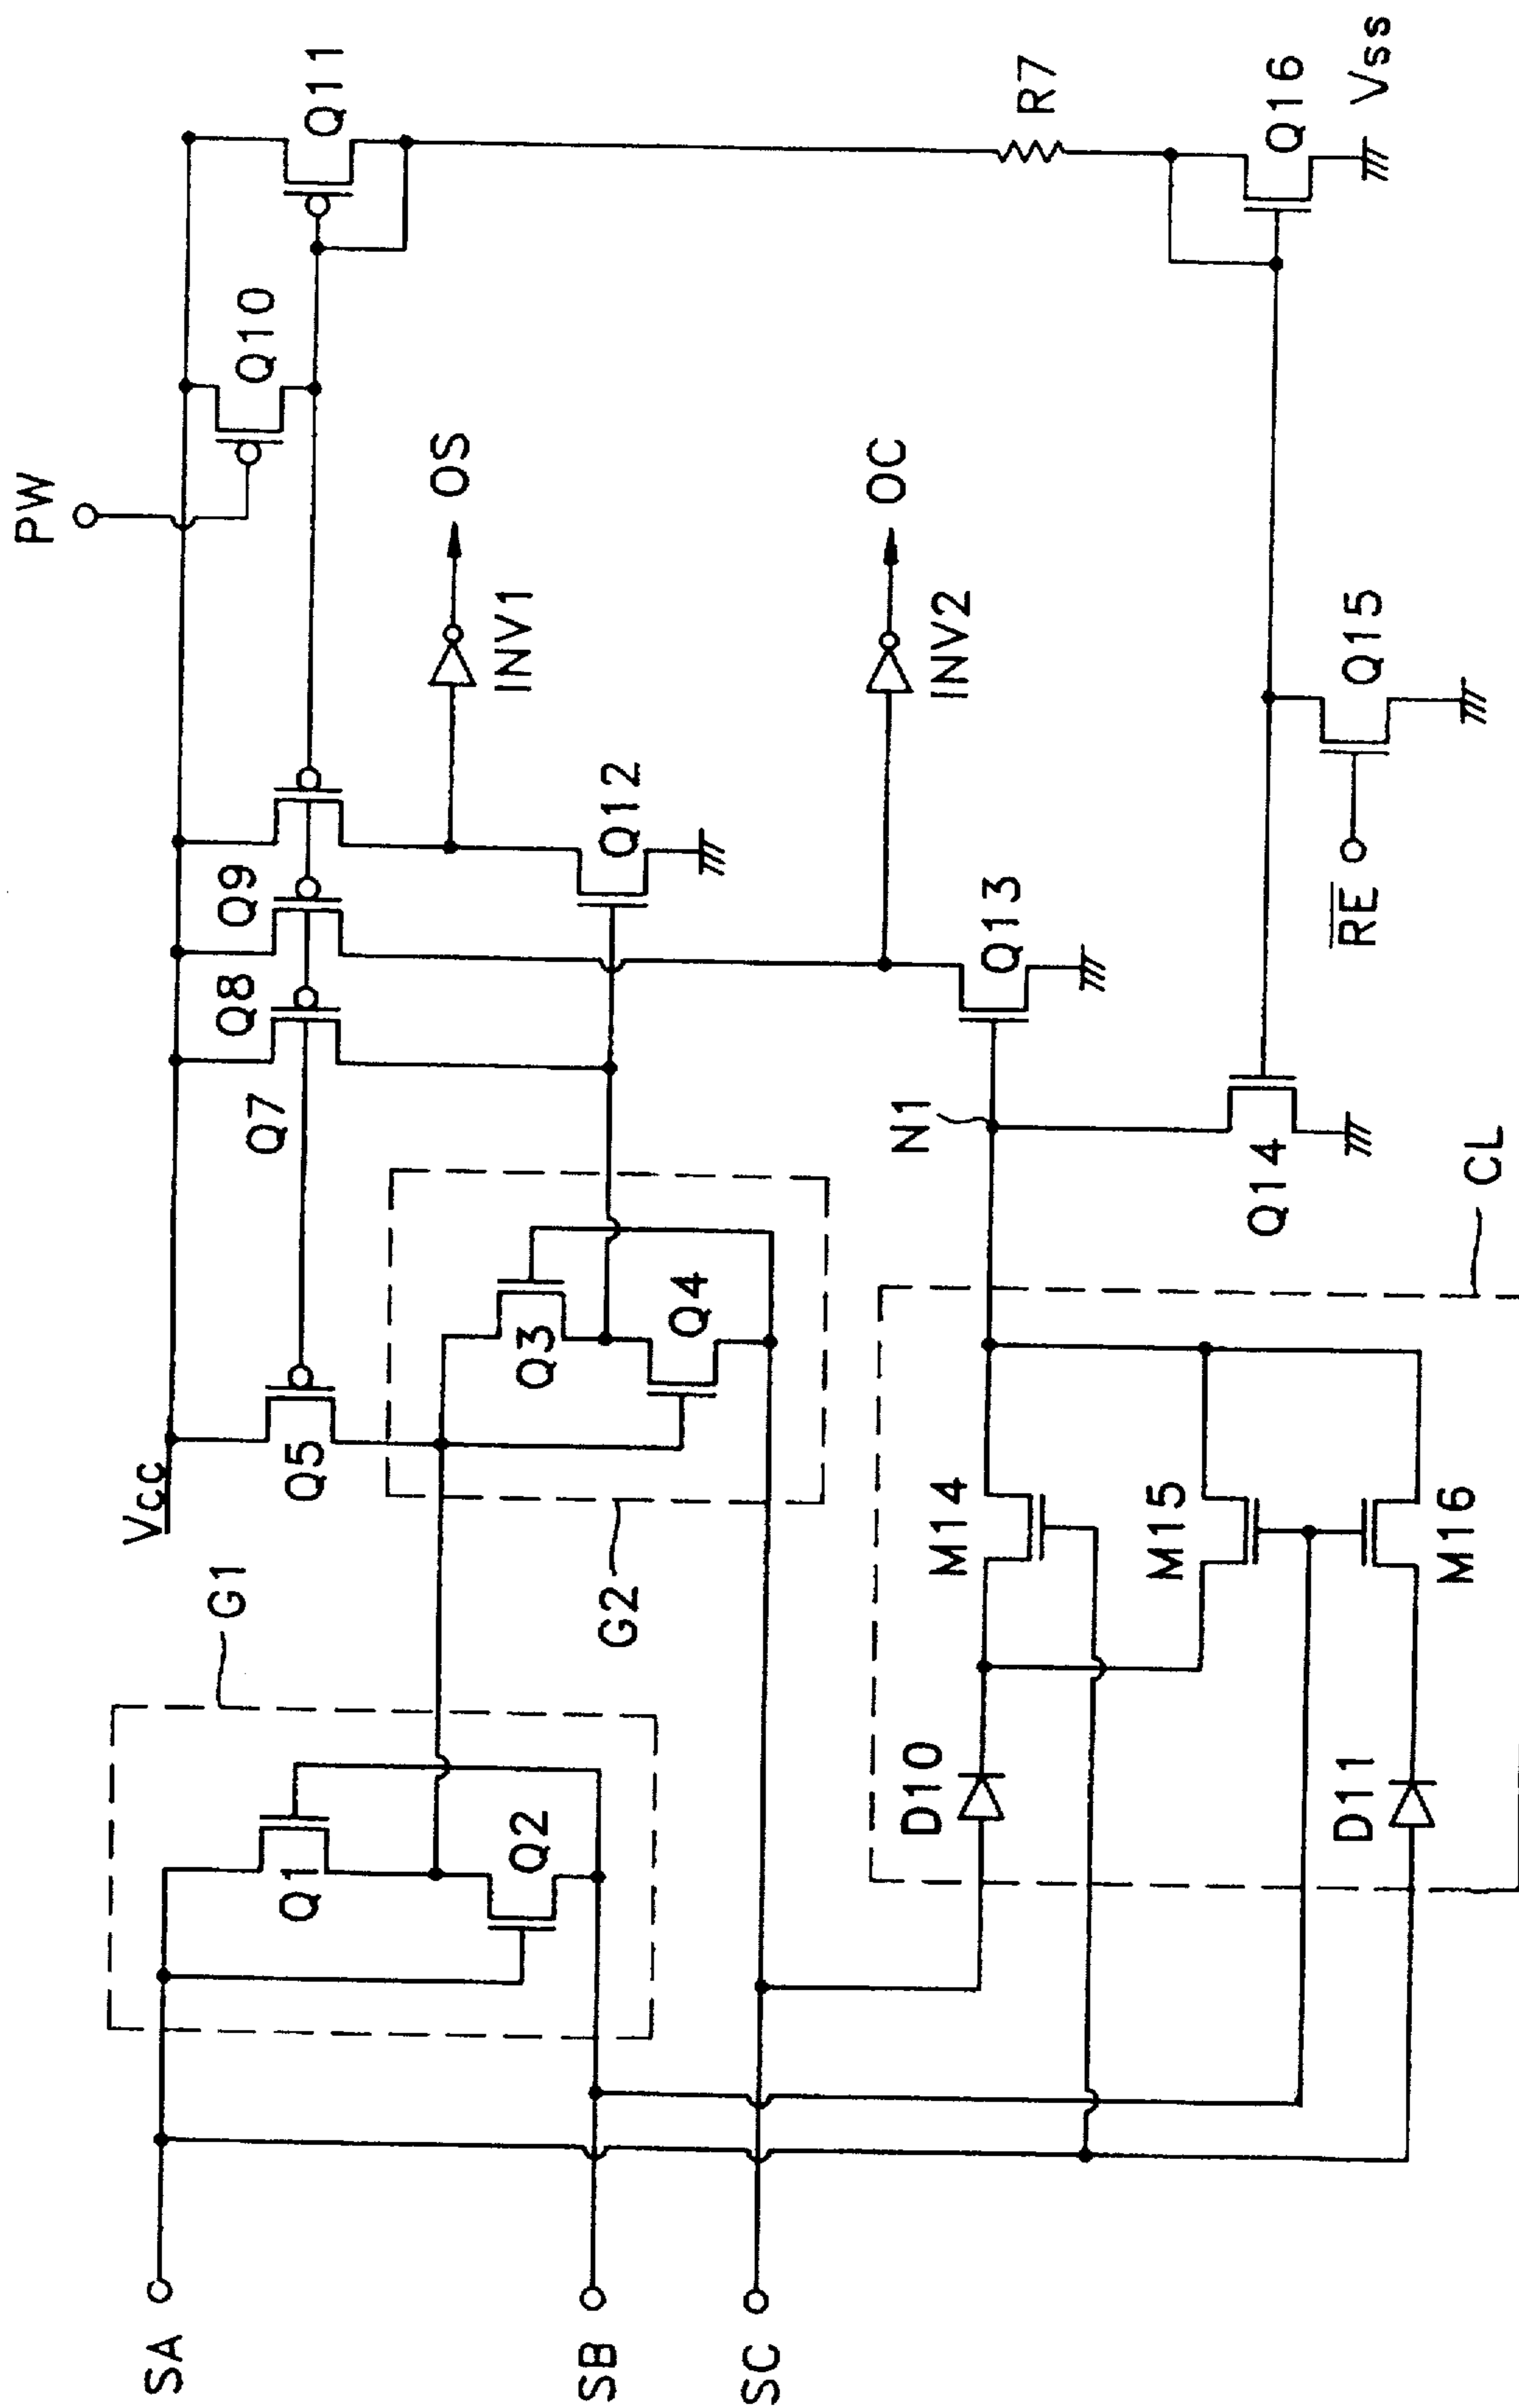 PW
Q11
Q10
OS
INV1
R7
Q16
Vss
OC
INV2
Q15
RE
Q12
Q9
Q8
Q7
Q13
N1
Q14
CL
Vcc
Q5
Q3
Q4
G2
G1
Q1
Q2
M14
M15
M16
D10
D11
SA
SB
SC